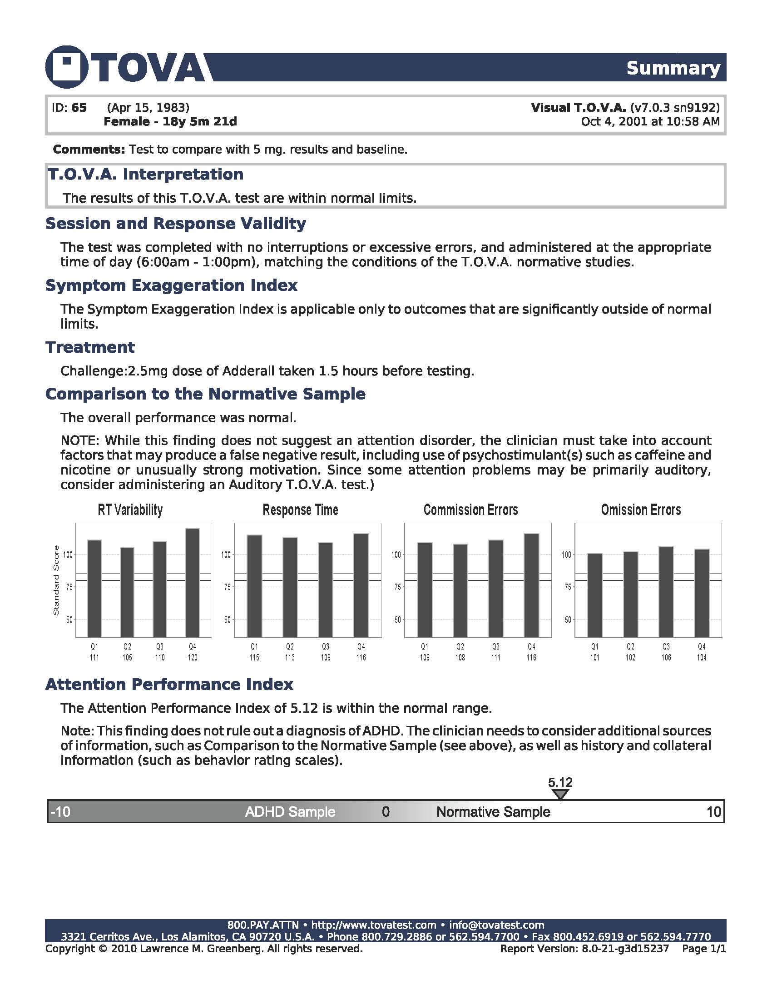 TOVA
Summary
ID: 65 (Apr 15, 1983)
Female - 18y 5m 21d
Visual T.O.V.A. (v7.0.3 sn9192)
Oct 4, 2001 at 10:58 AM
Comments: Test to compare with 5 mg. results and baseline.
T.O.V.A. Interpretation
The results of this T.O.V.A. test are within normal limits.
Session and Response Validity
The test was completed with no interruptions or excessive errors, and administered at the appropriate
time of day (6:00am - 1:00pm), matching the conditions of the T.O.V.A. normative studies.
Symptom Exaggeration Index
The Symptom Exaggeration Index is applicable only to outcomes that are significantly outside of normal
limits.
Treatment
Challenge:2.5mg dose of Adderall taken 1.5 hours before testing.
Comparison to the Normative Sample
The overall performance was normal.
NOTE: While this finding does not suggest an attention disorder, the clinician must take into account
factors that may produce a false negative result, including use of psychostimulant(s) such as caffeine and
nicotine or unusually strong motivation. Since some attention problems may be primarily auditory,
consider administering an Auditory T.O.V.A. test.)
RT Variability
Standard Score
100
75
50
Q1 Q2 Q3 Q4
111 105 110 120
Response Time
100
75
50
Q1 Q2 Q3 Q4
115 113 109 116
Commission Errors
100
75
50
Q1 Q2 Q3 Q4
109 108 111 116
Omission Errors
100
75
50
Q1 Q2 Q3 Q4
101 102 106 104
Attention Performance Index
The Attention Performance Index of 5.12 is within the normal range.
Note: This finding does not rule out a diagnosis of ADHD. The clinician needs to consider additional sources
of information, such as Comparison to the Normative Sample (see above), as well as history and collateral
information (such as behavior rating scales).
5.12
-10 ADHD Sample 0 Normative Sample 10
800.PAY.ATTN • http://www.tovatest.com • info@tovatest.com
3321 Cerritos Ave., Los Alamitos, CA 90720 U.S.A. • Phone 800.729.2886 or 562.594.7700 • Fax 800.452.6919 or 562.594.7770
Copyright © 2010 Lawrence M. Greenberg. All rights reserved.
Report Version: 8.0-21-g3d15237 Page 1/1